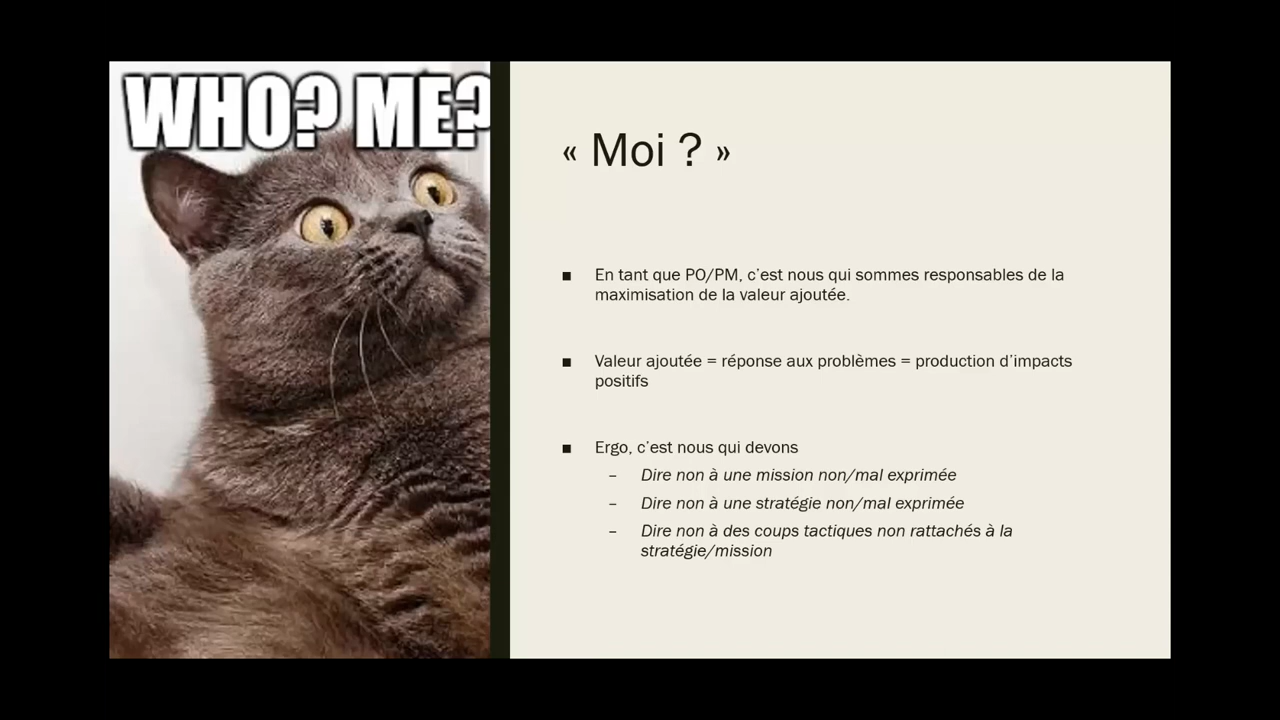 WHO? ME?
« Moi ? »
■ En tant que PO/PM, c’est nous qui sommes responsables de la
maximisation de la valeur ajoutée.
■ Valeur ajoutée = réponse aux problèmes = production d’impacts
positifs
■ Ergo, c’est nous qui devons
– Dire non à une mission non/mal exprimée
– Dire non à une stratégie non/mal exprimée
– Dire non à des coups tactiques non rattachés à la
stratégie/mission